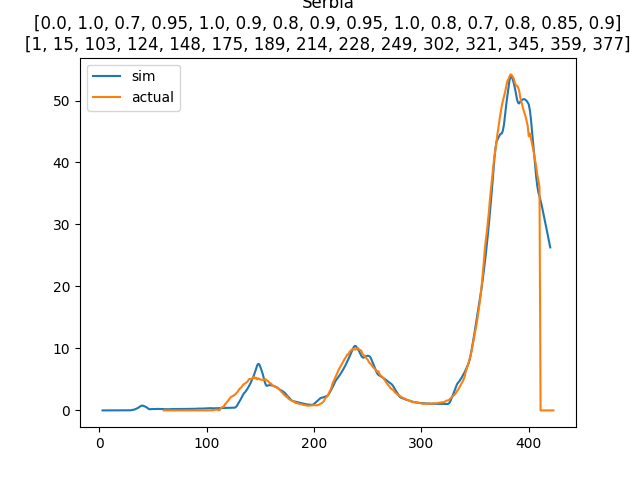 Serbia
[0.0, 1.0, 0.7, 0.95, 1.0, 0.9, 0.8, 0.9, 0.95, 1.0, 0.8, 0.7, 0.8, 0.85, 0.9]
[1, 15, 103, 124, 148, 175, 189, 214, 228, 249, 302, 321, 345, 359, 377]
sim
actual
50
40
30
20
10
0
0 100 200 300 400